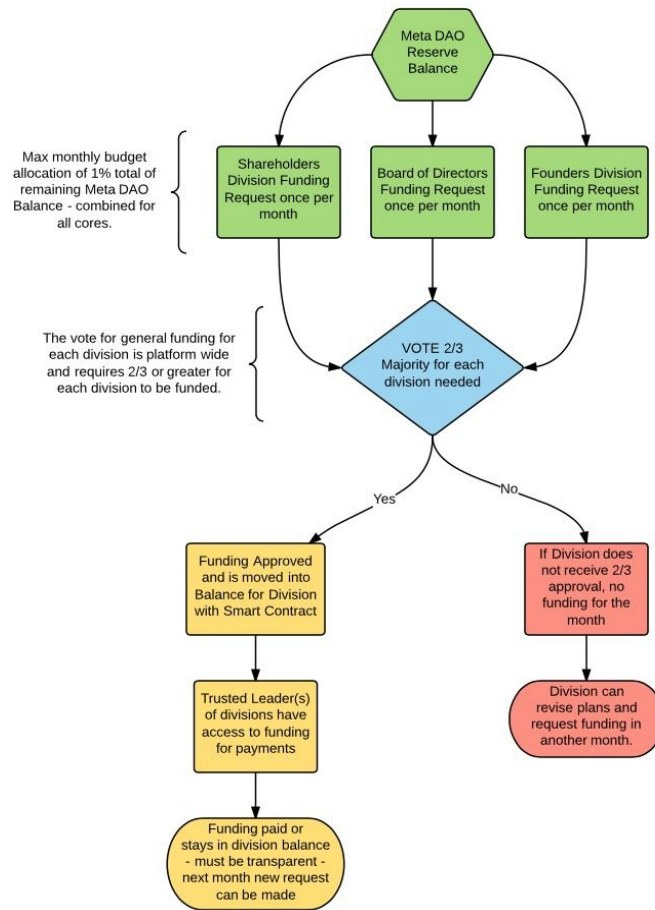 Meta DAO
Reserve
Balance
Max monthly budget
allocation of 1% total of
remaining Meta DAO
Balance - combined for
all cores.
Shareholders
Division Funding
Request once per
month
Board of Directors
Funding Request
once per month
Founders Division
Funding Request
once per month
The vote for general funding for
each division is platform wide
and requires 2/3 or greater for
each division to be funded.
VOTE 2/3
Majority for each
division needed
Yes
No
Funding Approved
and is moved into
Balance for Division
with Smart Contract
If Division does
not receive 2/3
approval, no
funding for the
month
Trusted Leader(s)
of divisions have
access to funding
for payments
Division can
revise plans and
request funding in
another month.
Funding paid or
stays in division balance
- must be transparent -
next month new request
can be made